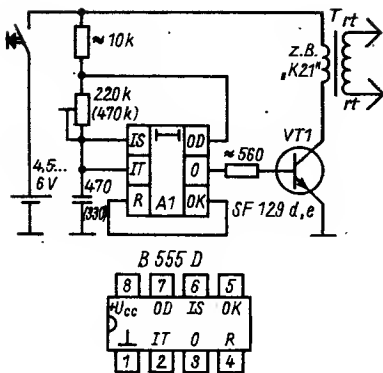 ≈ 10k
T rt
z.B.
„K21"
220k
(470k)
rt
VT1
IS OD
≈ 560
4,5...
6V
470
(330)
IT O
R A1 OK
SF 129 d,e
B 555 D
8 7 6 5
+Ucc OD IS OK
⊥ IT O R
1 2 3 4